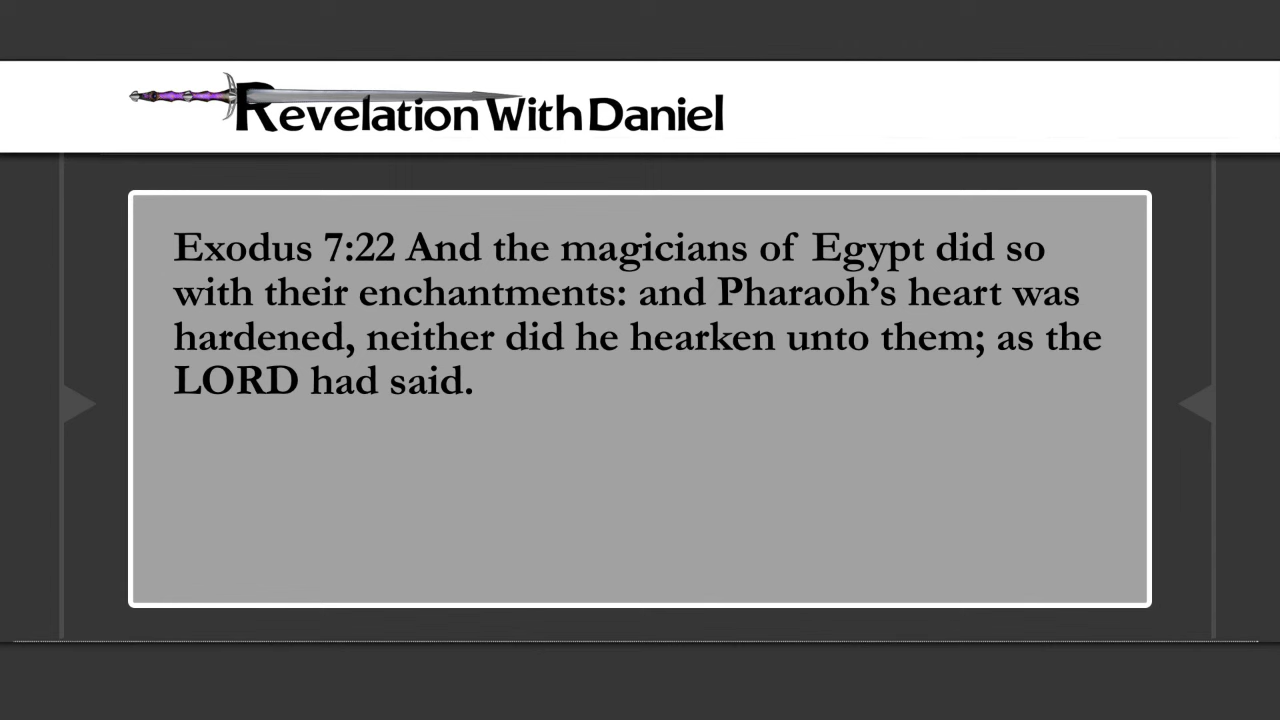 Revelation With Daniel
Exodus 7:22 And the magicians of Egypt did so
with their enchantments: and Pharaoh’s heart was
hardened, neither did he hearken unto them; as the
LORD had said.